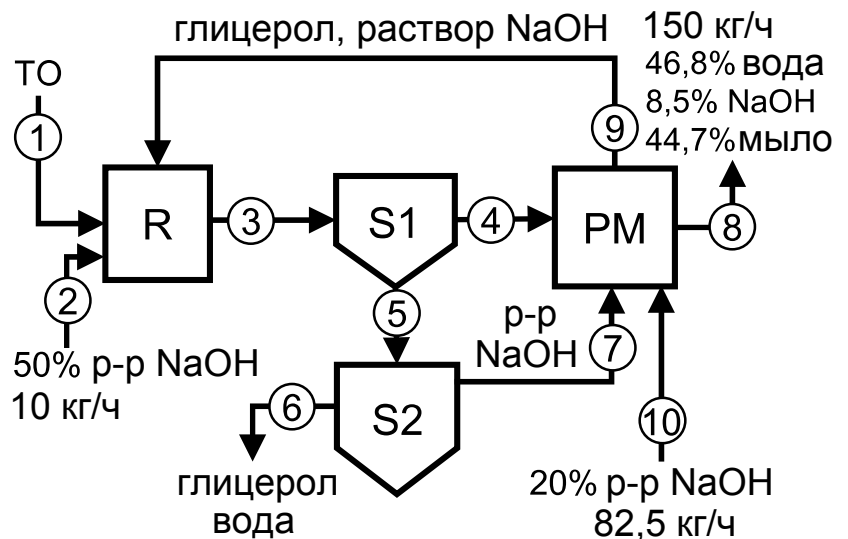 глицерол, раствор NaOH
150 кг/ч
46,8% вода
8,5% NaOH
44,7% мыло
ТО
1
9
R
3
S1
4
PM
8
2
5
р-р
NaOH
7
50% р-р NaOH
10 кг/ч
6
S2
10
глицерол
вода
20% р-р NaOH
82,5 кг/ч